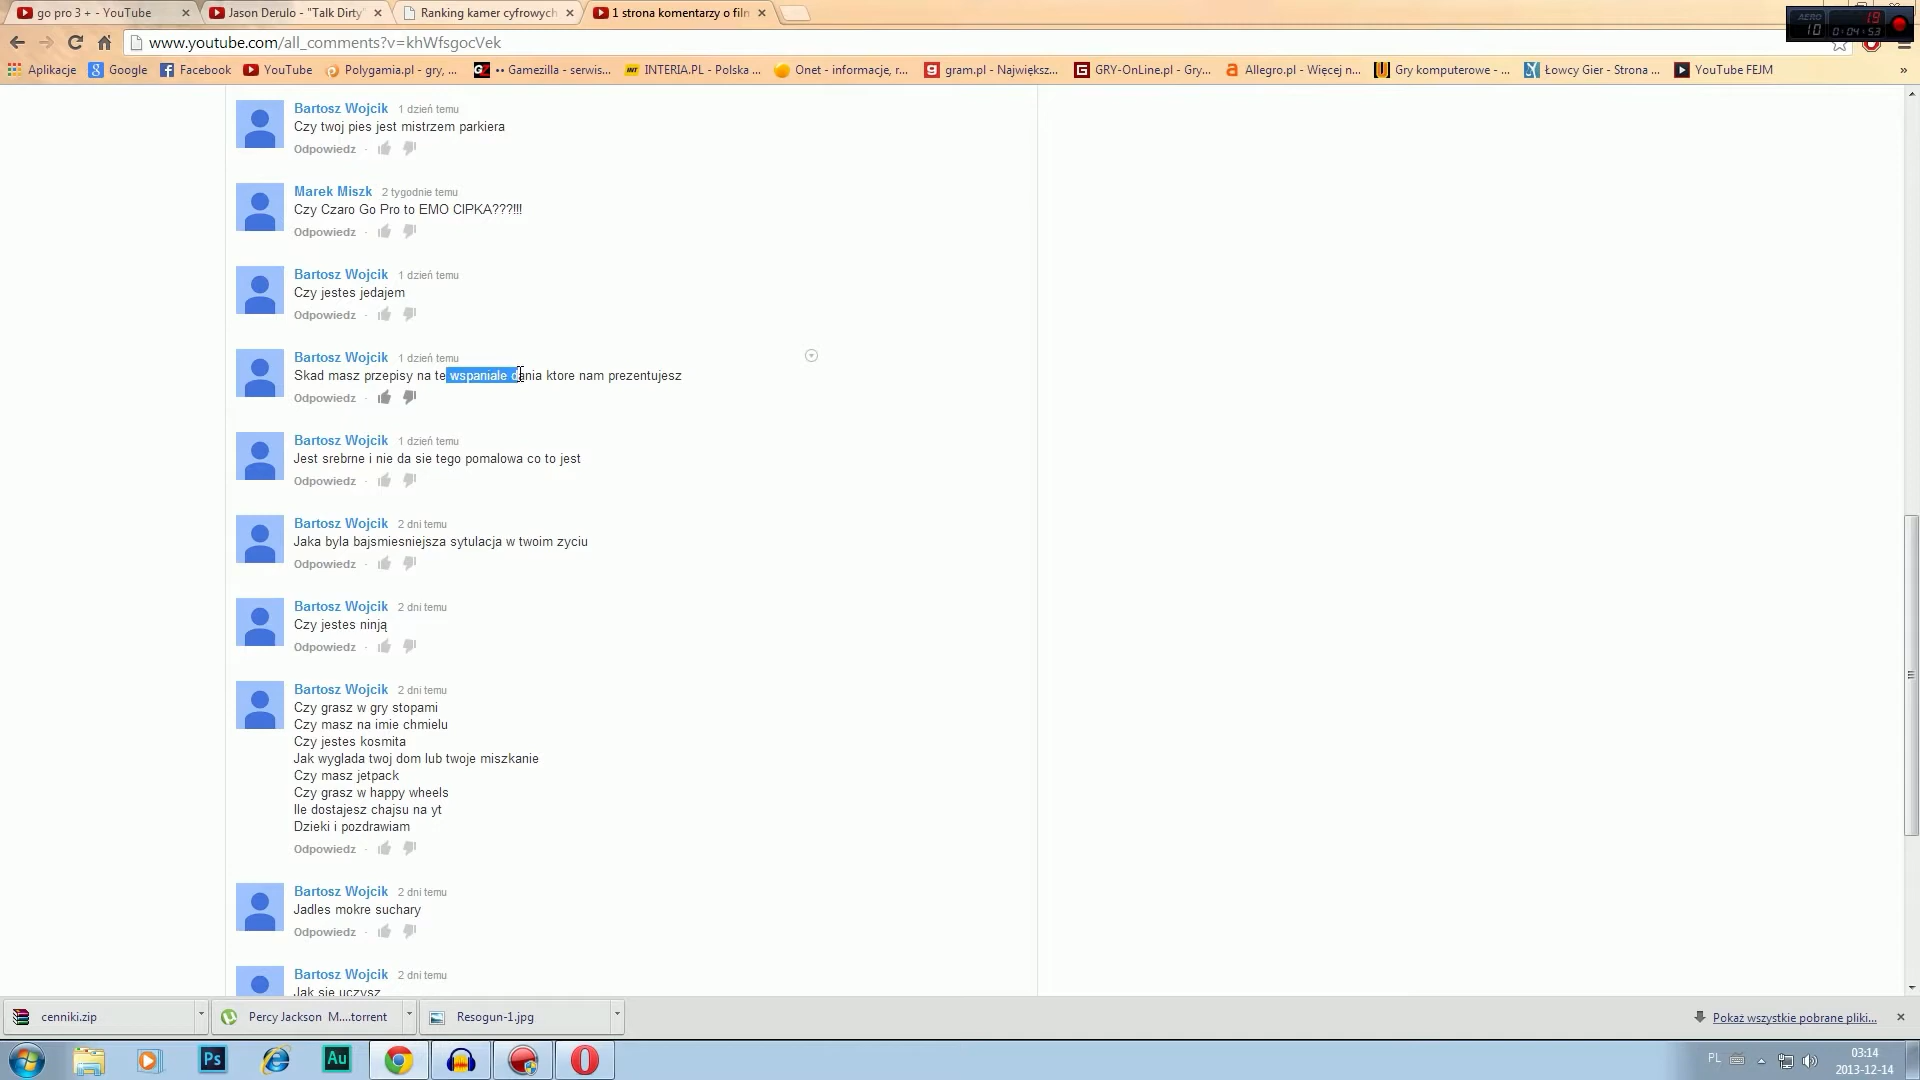 go pro 3 + - YouTube
Jason Derulo - "Talk Dirty"
Ranking kamer cyfrowych
1 strona komentarzy o film
www.youtube.com/all_comments?v=khWfsgocVek
AERO
10
19
0:04:53
Aplikacje
Google
Facebook
YouTube
Polygamia.pl - gry, ...
•• Gamezilla - serwis...
INTERIA.PL - Polska ...
Onet - informacje, r...
gram.pl - Największ...
GRY-OnLine.pl - Gry...
Allegro.pl - Więcej n...
Gry komputerowe - ...
Łowcy Gier - Strona ...
YouTube FEJM
»
Bartosz Wojcik 1 dzień temu
Czy twoj pies jest mistrzem parkiera
Odpowiedz ·
Marek Miszk 2 tygodnie temu
Czy Czaro Go Pro to EMO CIPKA???!!!
Odpowiedz ·
Bartosz Wojcik 1 dzień temu
Czy jestes jedajem
Odpowiedz ·
Bartosz Wojcik 1 dzień temu
Skad masz przepisy na te wspaniale dania ktore nam prezentujesz
Odpowiedz ·
Bartosz Wojcik 1 dzień temu
Jest srebrne i nie da sie tego pomalowa co to jest
Odpowiedz ·
Bartosz Wojcik 2 dni temu
Jaka byla bajsmiesniejsza sytulacja w twoim zyciu
Odpowiedz ·
Bartosz Wojcik 2 dni temu
Czy jestes ninją
Odpowiedz ·
Bartosz Wojcik 2 dni temu
Czy grasz w gry stopami
Czy masz na imie chmielu
Czy jestes kosmita
Jak wyglada twoj dom lub twoje miszkanie
Czy masz jetpack
Czy grasz w happy wheels
Ile dostajesz chajsu na yt
Dzieki i pozdrawiam
Odpowiedz ·
Bartosz Wojcik 2 dni temu
Jadles mokre suchary
Odpowiedz ·
Bartosz Wojcik 2 dni temu
Jak sie uczysz
cenniki.zip
Percy Jackson M....torrent
Resogun-1.jpg
Pokaż wszystkie pobrane pliki...
Ps
Au
PL
03:14
2013-12-14